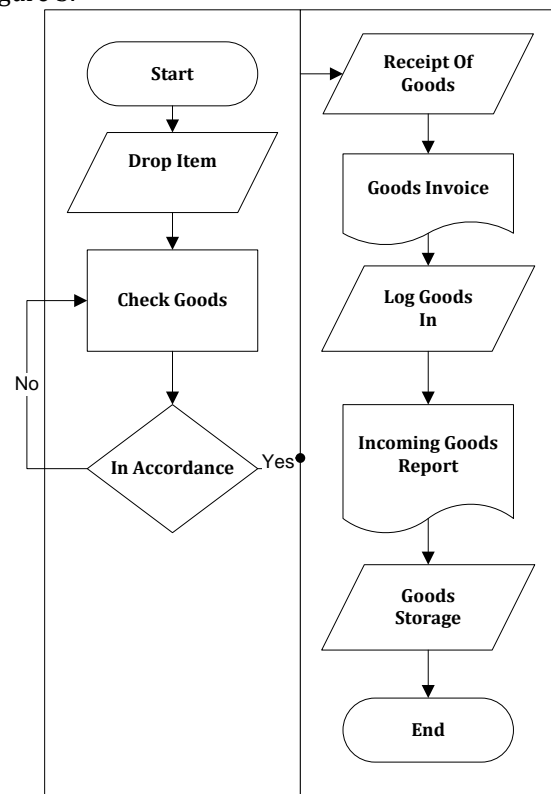 Start
Drop Item
Check Goods
No
In Accordance
Yes
Receipt Of
Goods
Goods Invoice
Log Goods
In
Incoming Goods
Report
Goods
Storage
End